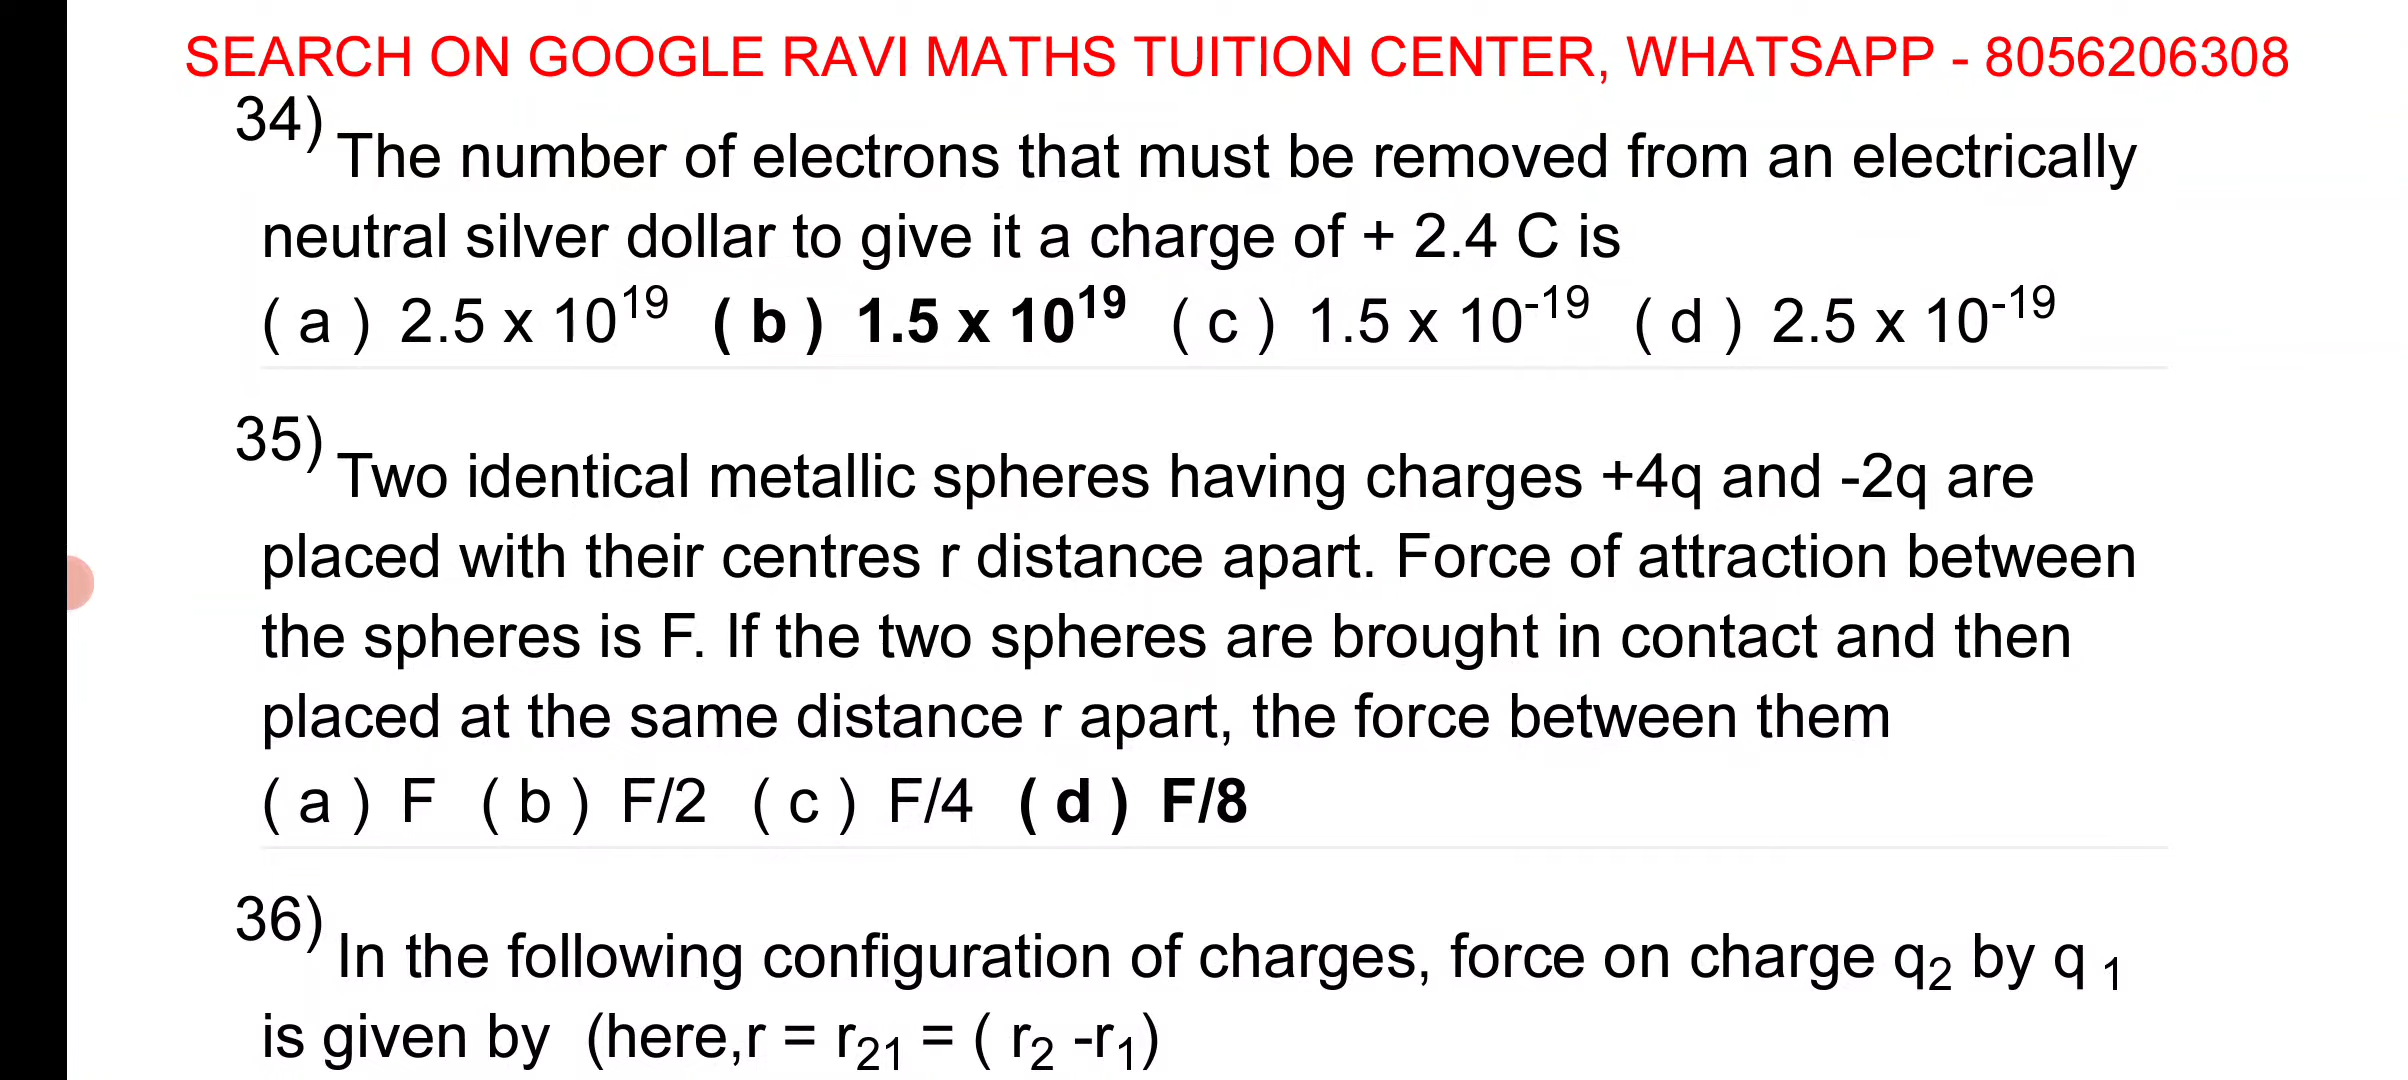 SEARCH ON GOOGLE RAVI MATHS TUITION CENTER, WHATSAPP - 8056206308
34)
The number of electrons that must be removed from an electrically
neutral silver dollar to give it a charge of + 2.4 C is
( a ) 2.5 x 10¹⁹ ( b ) 1.5 x 10¹⁹ ( c ) 1.5 x 10⁻¹⁹ ( d ) 2.5 x 10⁻¹⁹
35)
Two identical metallic spheres having charges +4q and -2q are
placed with their centres r distance apart. Force of attraction between
the spheres is F. If the two spheres are brought in contact and then
placed at the same distance r apart, the force between them
( a ) F ( b ) F/2 ( c ) F/4 ( d ) F/8
36)
In the following configuration of charges, force on charge q₂ by q ₁
is given by (here,r = r₂₁ = ( r₂ -r₁)